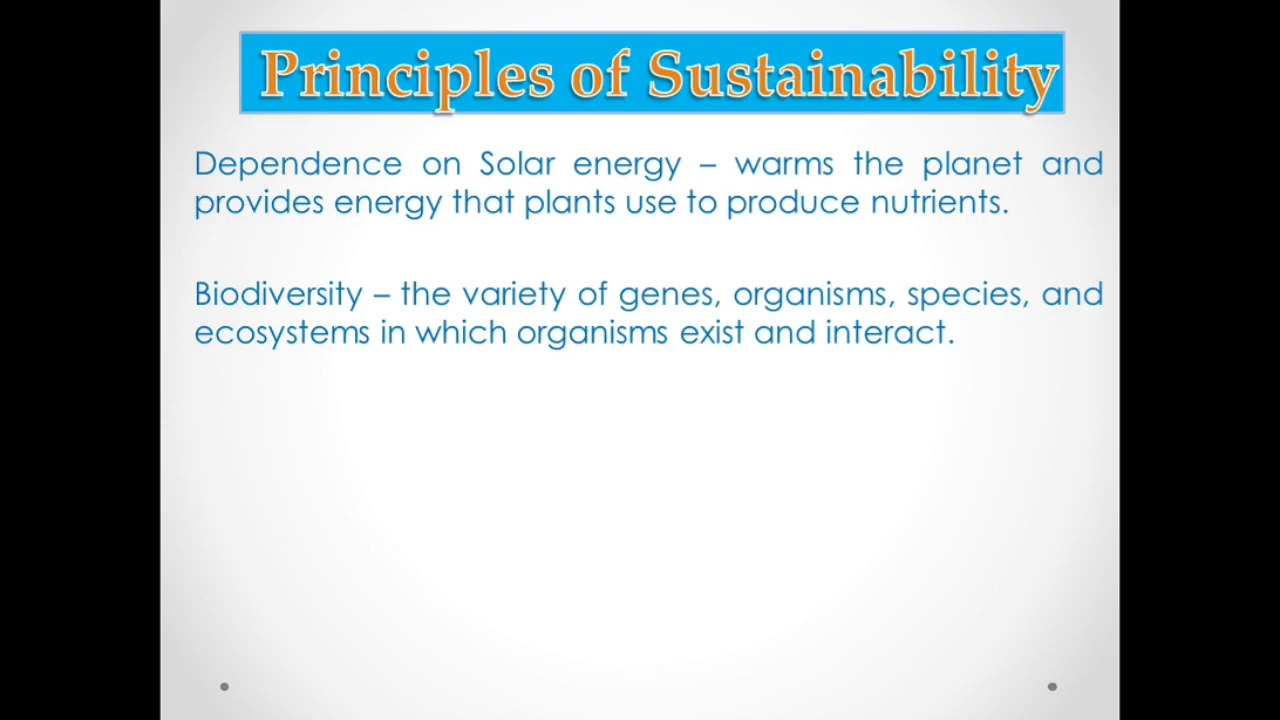 Principles of Sustainability
Dependence on Solar energy – warms the planet and
provides energy that plants use to produce nutrients.
Biodiversity – the variety of genes, organisms, species, and
ecosystems in which organisms exist and interact.